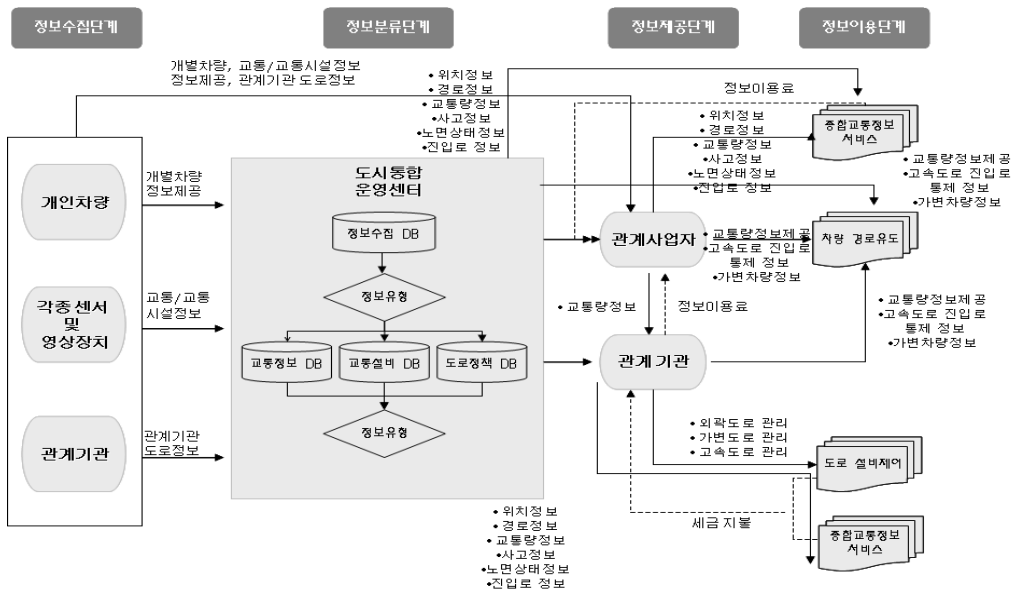 정보수집단계
정보분류단계
정보제공단계
정보이용단계
개별차량, 교통/교통시설정보
정보제공, 관계기관 도로정보
• 위치정보
• 경로정보
• 교통량정보
• 사고정보
• 노면상태정보
• 진입로 정보
정보이용료
• 위치정보
• 경로정보
• 교통량정보
• 사고정보
• 노면상태정보
• 진입로 정보
종합교통정보
서비스
• 교통량정보제공
• 고속도로 진입로
통제 정보
• 가변차량정보
개인차량
개별차량
정보제공
도시통합
운영센터
정보수집 DB
관계사업자
• 교통량정보제공
• 고속도로 진입로
통제 정보
• 가변차량정보
차량 경로유도
각종센서
및
영상장치
교통/교통
시설정보
정보유형
• 교통량정보
정보이용료
• 교통량정보제공
• 고속도로 진입로
통제 정보
• 가변차량정보
교통정보 DB
교통설비 DB
도로정책 DB
관계 기관
관계기관
관계기관
도로정보
정보유형
• 외곽도로 관리
• 가변도로 관리
• 고속도로 관리
도로 설비제어
세금 지불
종합교통정보
서비스
• 위치정보
• 경로정보
• 교통량정보
• 사고정보
• 노면상태정보
• 진입로 정보